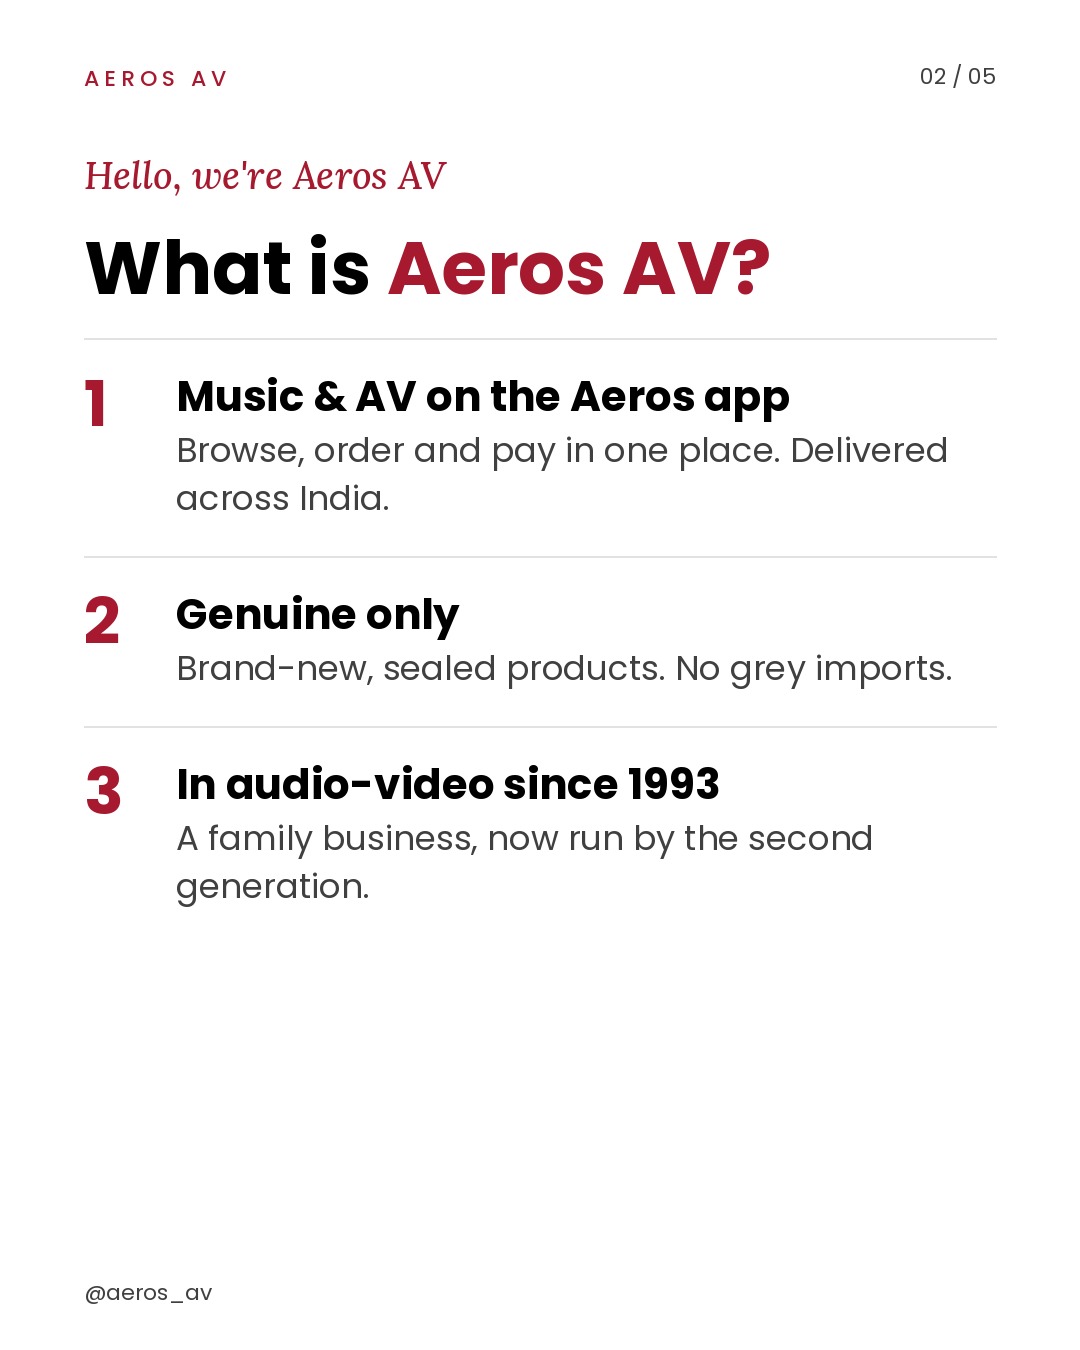 AEROS AV
02 / 05
Hello, we're Aeros AV
What is Aeros AV?
1
Music & AV on the Aeros app
Browse, order and pay in one place. Delivered
across India.
2
Genuine only
Brand-new, sealed products. No grey imports.
3
In audio-video since 1993
A family business, now run by the second
generation.
@aeros_av